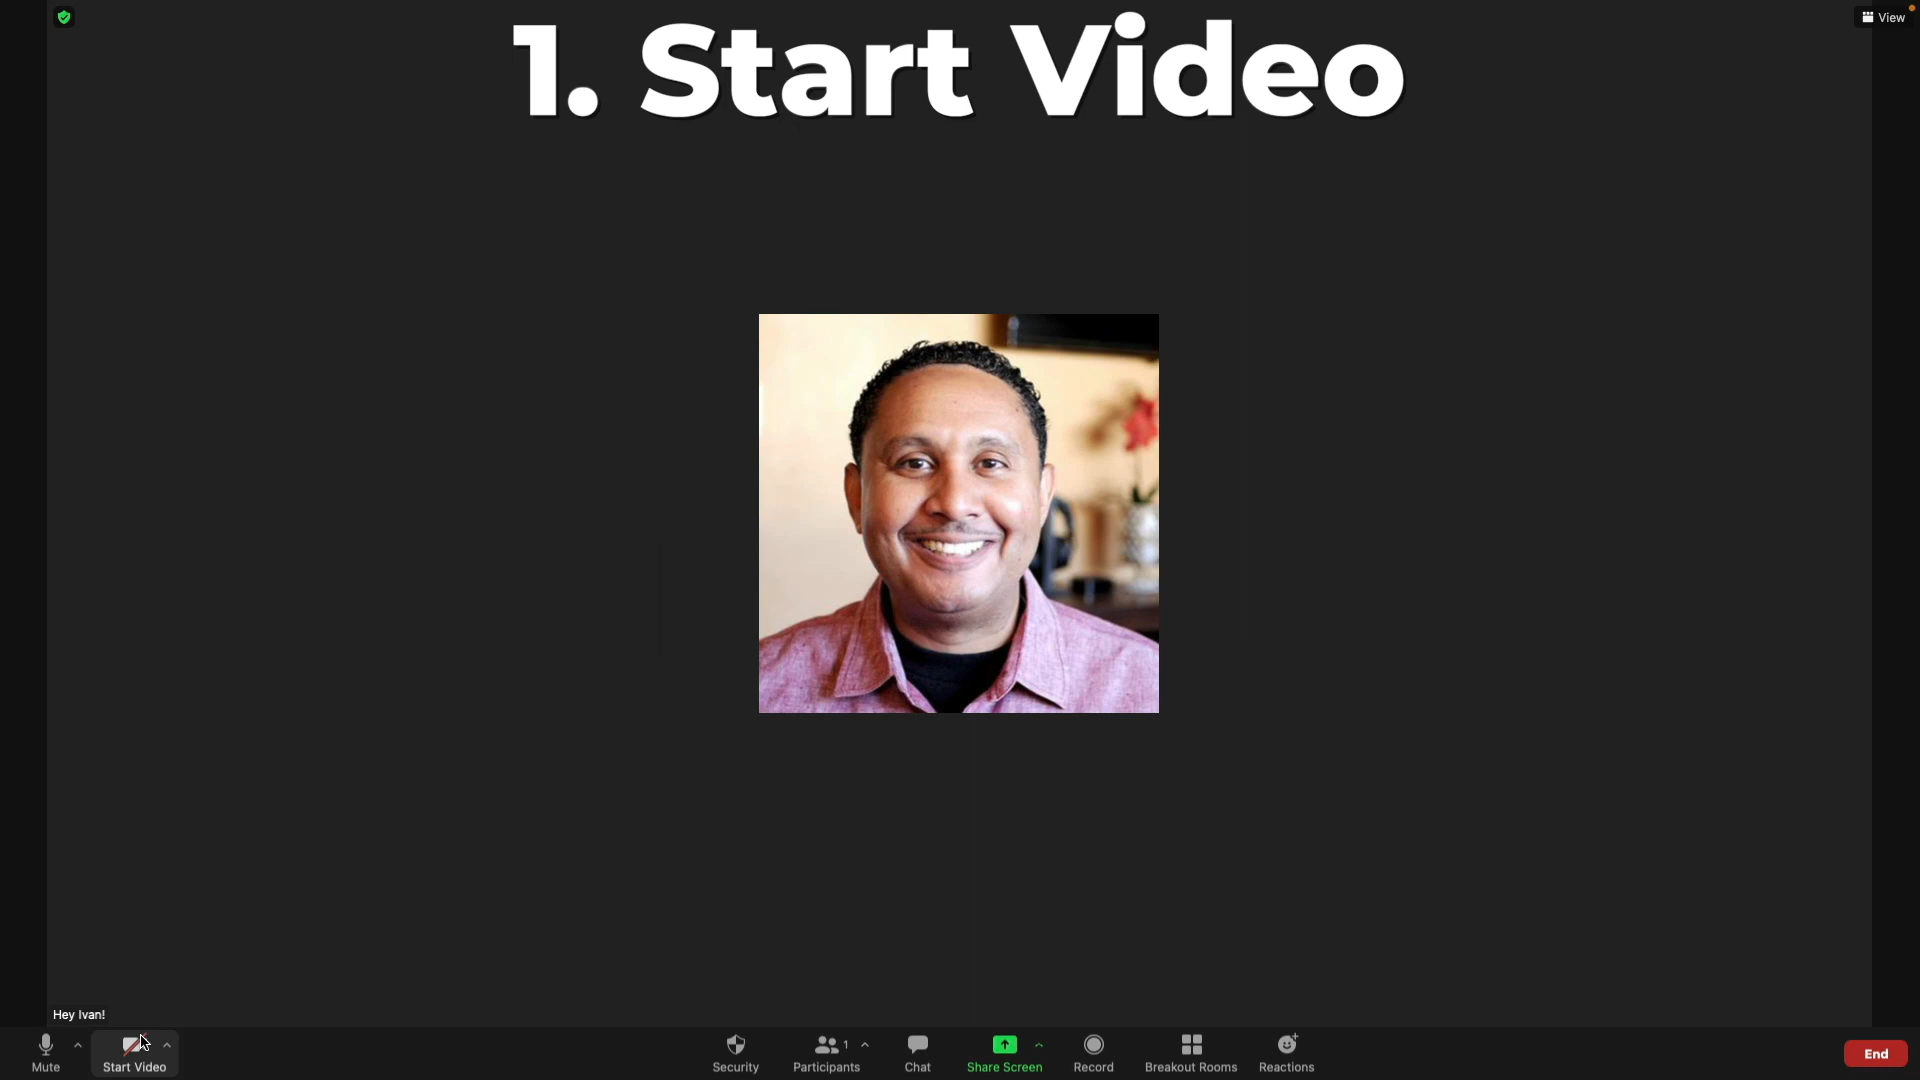 1. Start Video
View
Hey Ivan!
Mute
Start Video
Security
Participants
1
Chat
Share Screen
Record
Breakout Rooms
Reactions
End